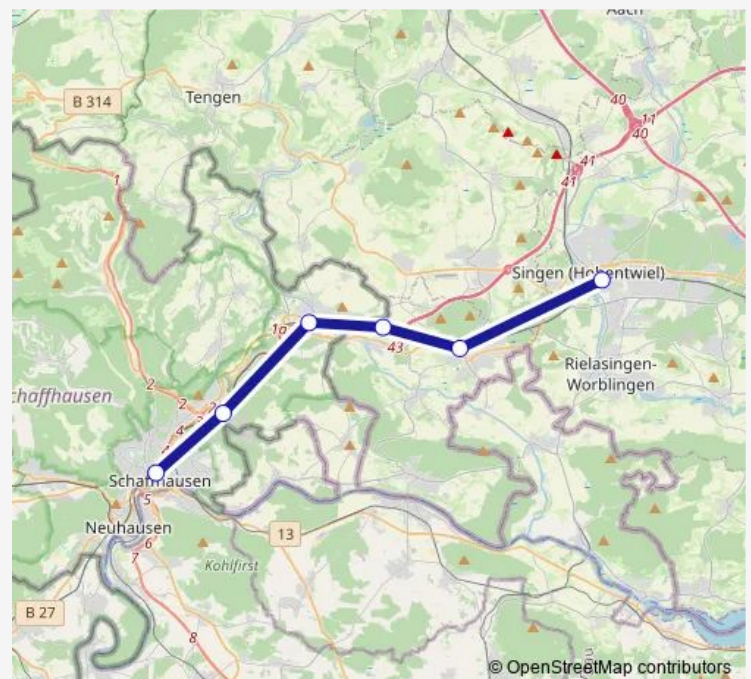 Aach
40
11
40
B 314
Tengen
41
41
1
Singen (Hohentwiel)
1a
43
Rielasingen-
Worblingen
chaffhausen
2
2
4
Schaffhausen
5
Neuhausen
13
6
7
Kohlfirst
B 27
8
© OpenStreetMap contributors